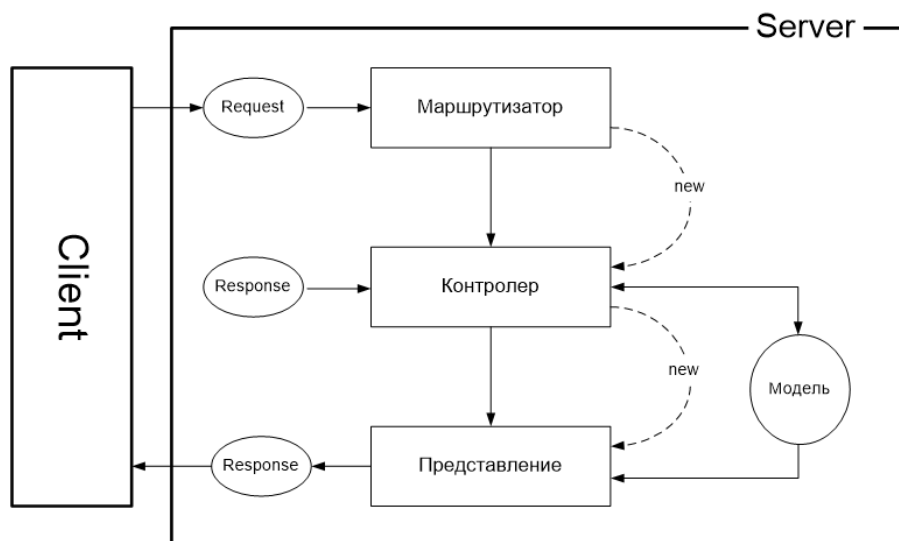 Server
Client
Request
Маршрутизатор
new
Response
Контролер
new
Модель
Response
Представление